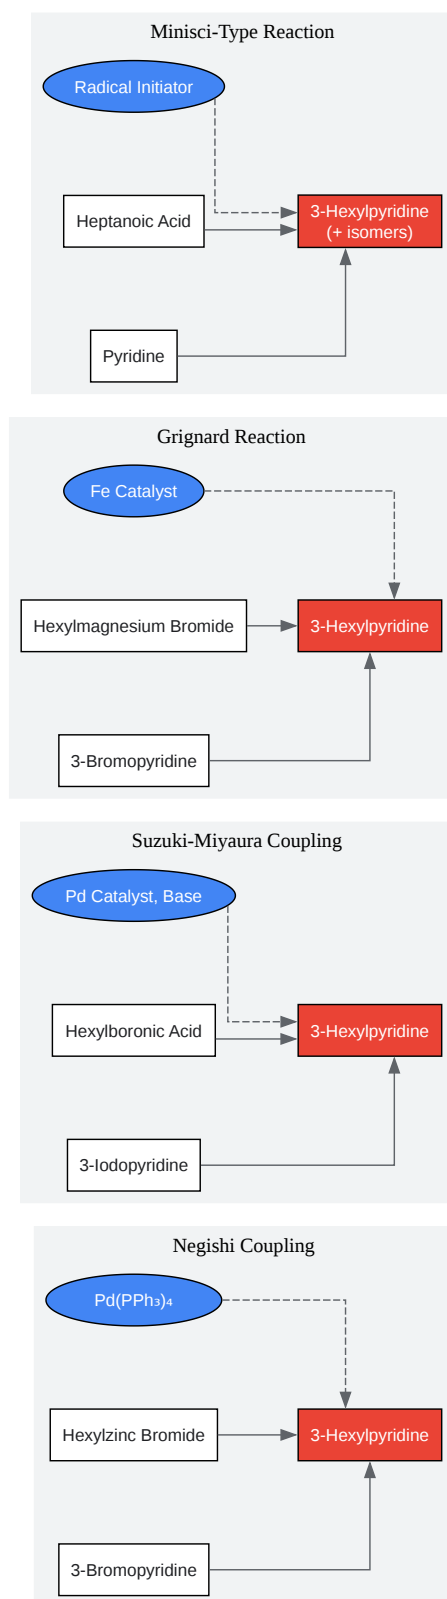 Minisci-Type Reaction
Radical Initiator
Heptanoic Acid
3-Hexylpyridine
(+ isomers)
Pyridine
Grignard Reaction
Fe Catalyst
Hexylmagnesium Bromide
3-Hexylpyridine
3-Bromopyridine
Suzuki-Miyaura Coupling
Pd Catalyst, Base
Hexylboronic Acid
3-Hexylpyridine
3-Iodopyridine
Negishi Coupling
Pd(PPh₃)₄
Hexylzinc Bromide
3-Hexylpyridine
3-Bromopyridine